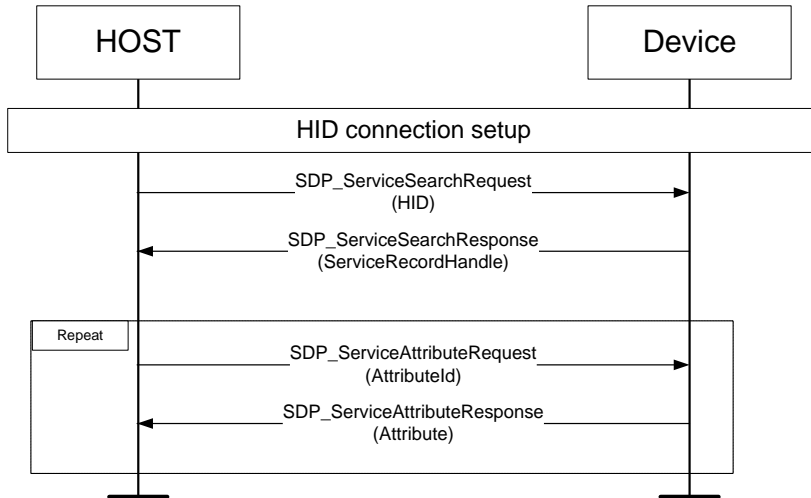 HOST
Device
HID connection setup
SDP_ServiceSearchRequest
(HID)
SDP_ServiceSearchResponse
(ServiceRecordHandle)
Repeat
SDP_ServiceAttributeRequest
(AttributeId)
SDP_ServiceAttributeResponse
(Attribute)